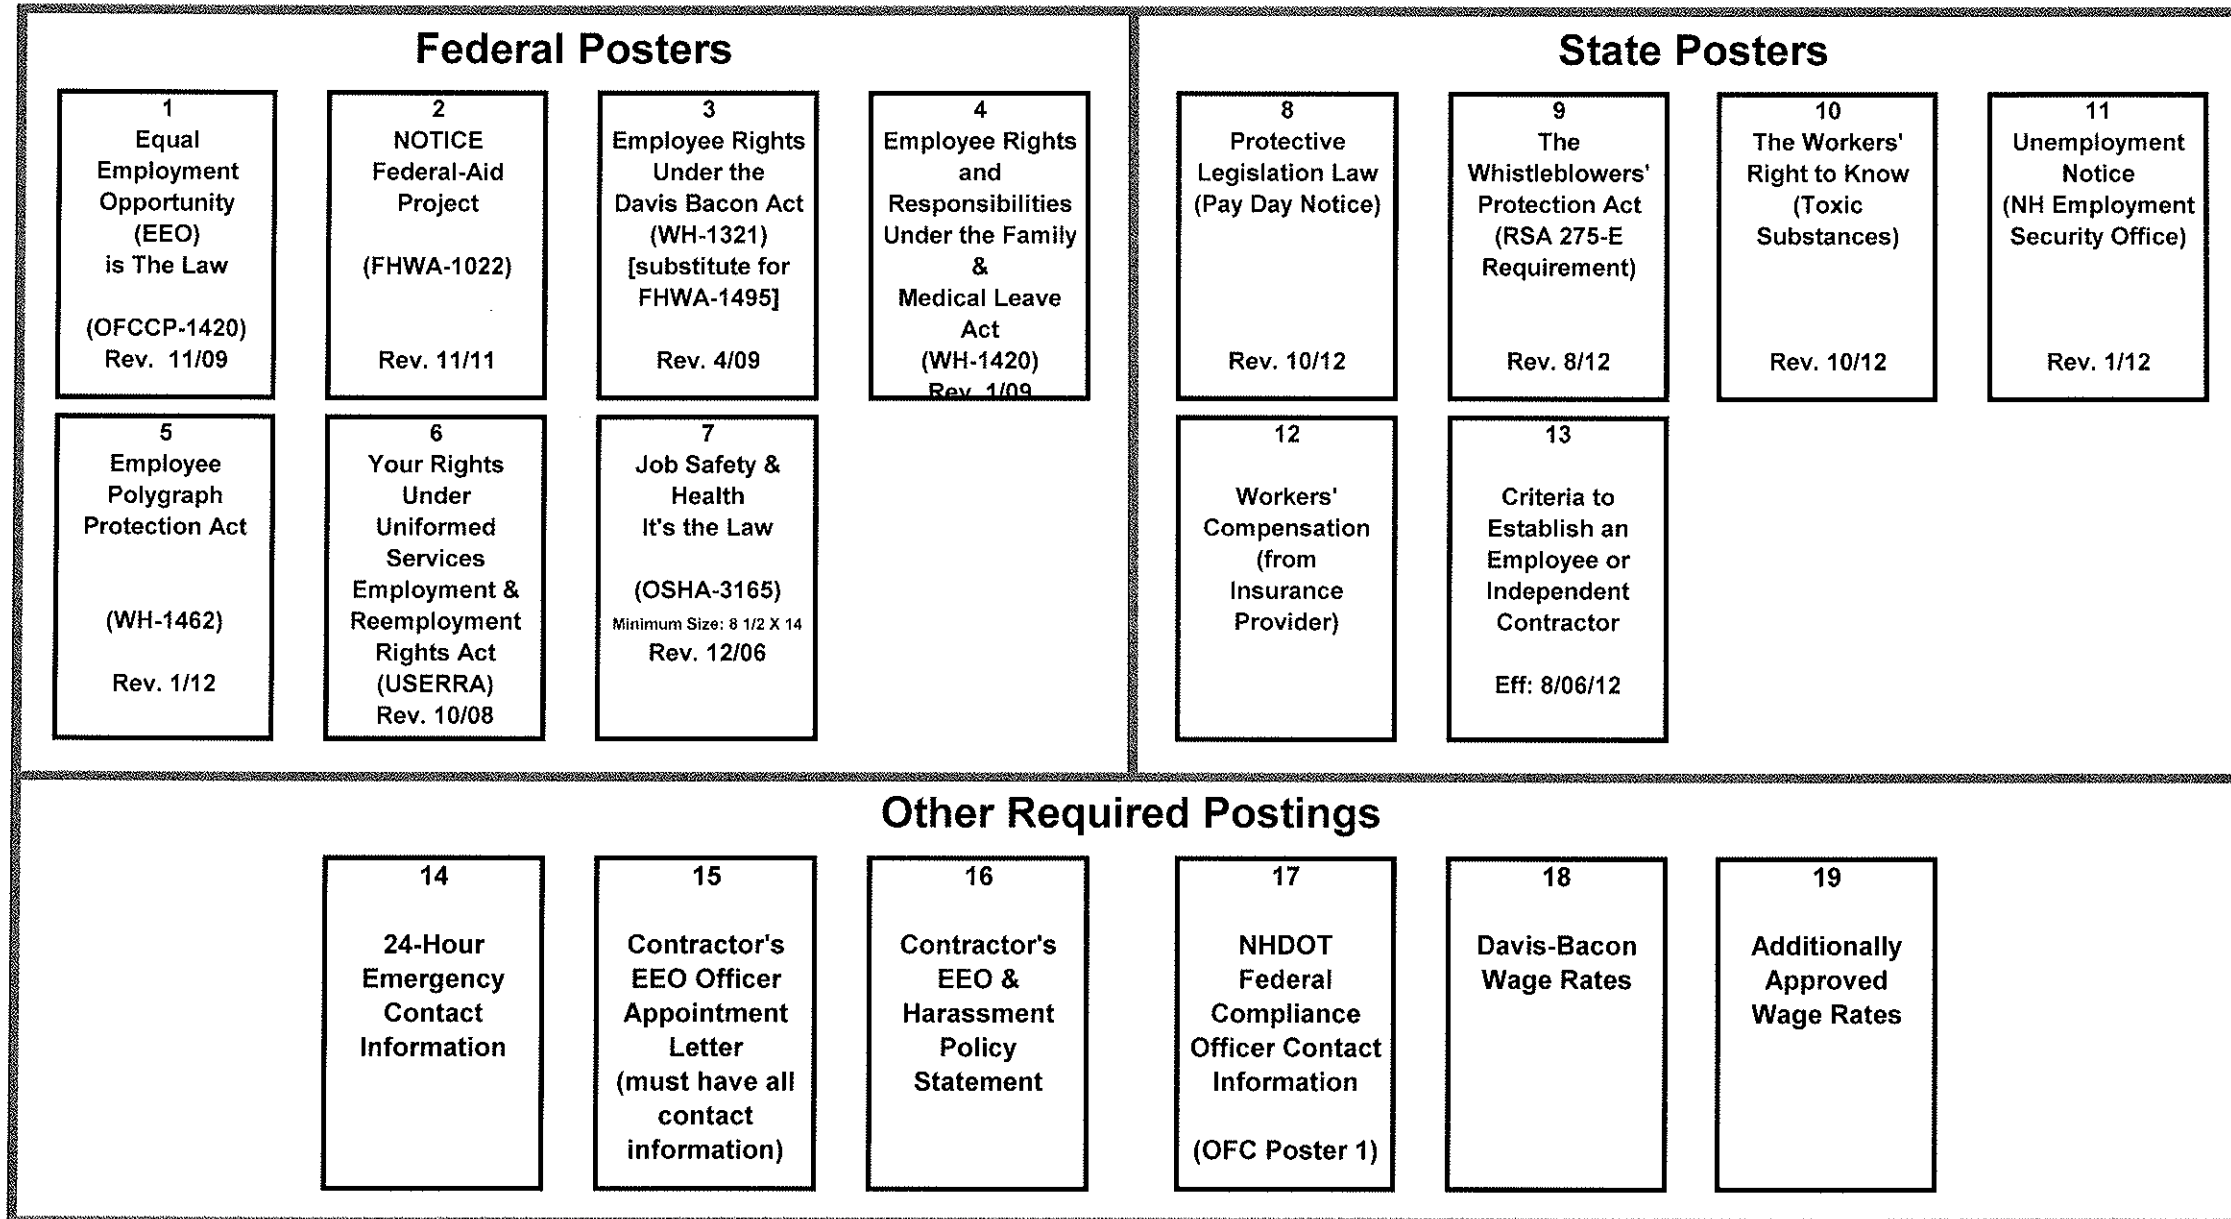 Federal Posters
1
Equal
Employment
Opportunity
(EEO)
is The Law
(OFCCP-1420)
Rev. 11/09
2
NOTICE
Federal-Aid
Project
(FHWA-1022)
Rev. 11/11
3
Employee Rights
Under the
Davis Bacon Act
(WH-1321)
[substitute for
FHWA-1495]
Rev. 4/09
4
Employee Rights
and
Responsibilities
Under the Family
&
Medical Leave
Act
(WH-1420)
Rev. 1/09
5
Employee
Polygraph
Protection Act
(WH-1462)
Rev. 1/12
6
Your Rights
Under
Uniformed
Services
Employment &
Reemployment
Rights Act
(USERRA)
Rev. 10/08
7
Job Safety &
Health
It's the Law
(OSHA-3165)
Minimum Size: 8 1/2 X 14
Rev. 12/06
State Posters
8
Protective
Legislation Law
(Pay Day Notice)
Rev. 10/12
9
The
Whistleblowers'
Protection Act
(RSA 275-E
Requirement)
Rev. 8/12
10
The Workers'
Right to Know
(Toxic
Substances)
Rev. 10/12
11
Unemployment
Notice
(NH Employment
Security Office)
Rev. 1/12
12
Workers'
Compensation
(from
Insurance
Provider)
13
Criteria to
Establish an
Employee or
Independent
Contractor
Eff: 8/06/12
Other Required Postings
14
24-Hour
Emergency
Contact
Information
15
Contractor's
EEO Officer
Appointment
Letter
(must have all
contact
information)
16
Contractor's
EEO &
Harassment
Policy
Statement
17
NHDOT
Federal
Compliance
Officer Contact
Information
(OFC Poster 1)
18
Davis-Bacon
Wage Rates
19
Additionally
Approved
Wage Rates